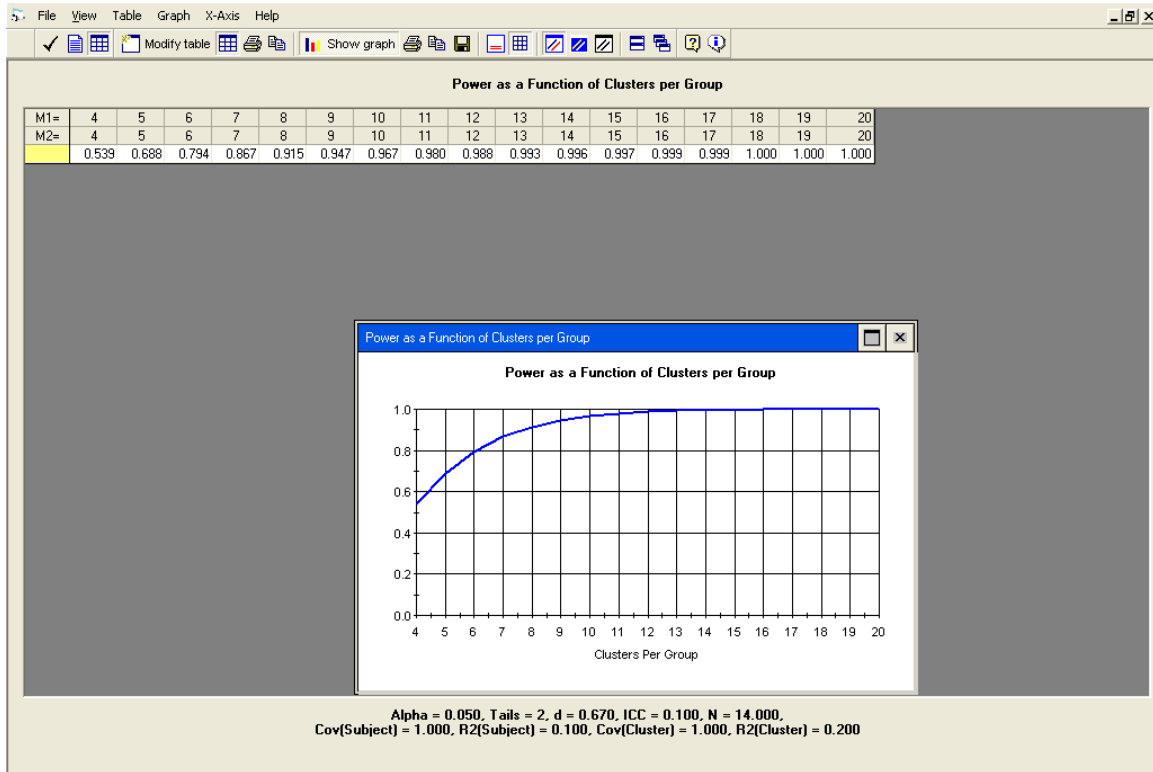 File View Table Graph X-Axis Help
Modify table Show graph
Power as a Function of Clusters per Group
M1= 4 5 6 7 8 9 10 11 12 13 14 15 16 17 18 19 20
M2= 4 5 6 7 8 9 10 11 12 13 14 15 16 17 18 19 20
0.539 0.688 0.794 0.867 0.915 0.947 0.967 0.980 0.988 0.993 0.996 0.997 0.999 0.999 1.000 1.000 1.000
Power as a Function of Clusters per Group
Power as a Function of Clusters per Group
1.0
0.8
0.6
0.4
0.2
0.0
4 5 6 7 8 9 10 11 12 13 14 15 16 17 18 19 20
Clusters Per Group
Alpha = 0.050, Tails = 2, d = 0.670, ICC = 0.100, N = 14.000,
Cov(Subject) = 1.000, R2(Subject) = 0.100, Cov(Cluster) = 1.000, R2(Cluster) = 0.200